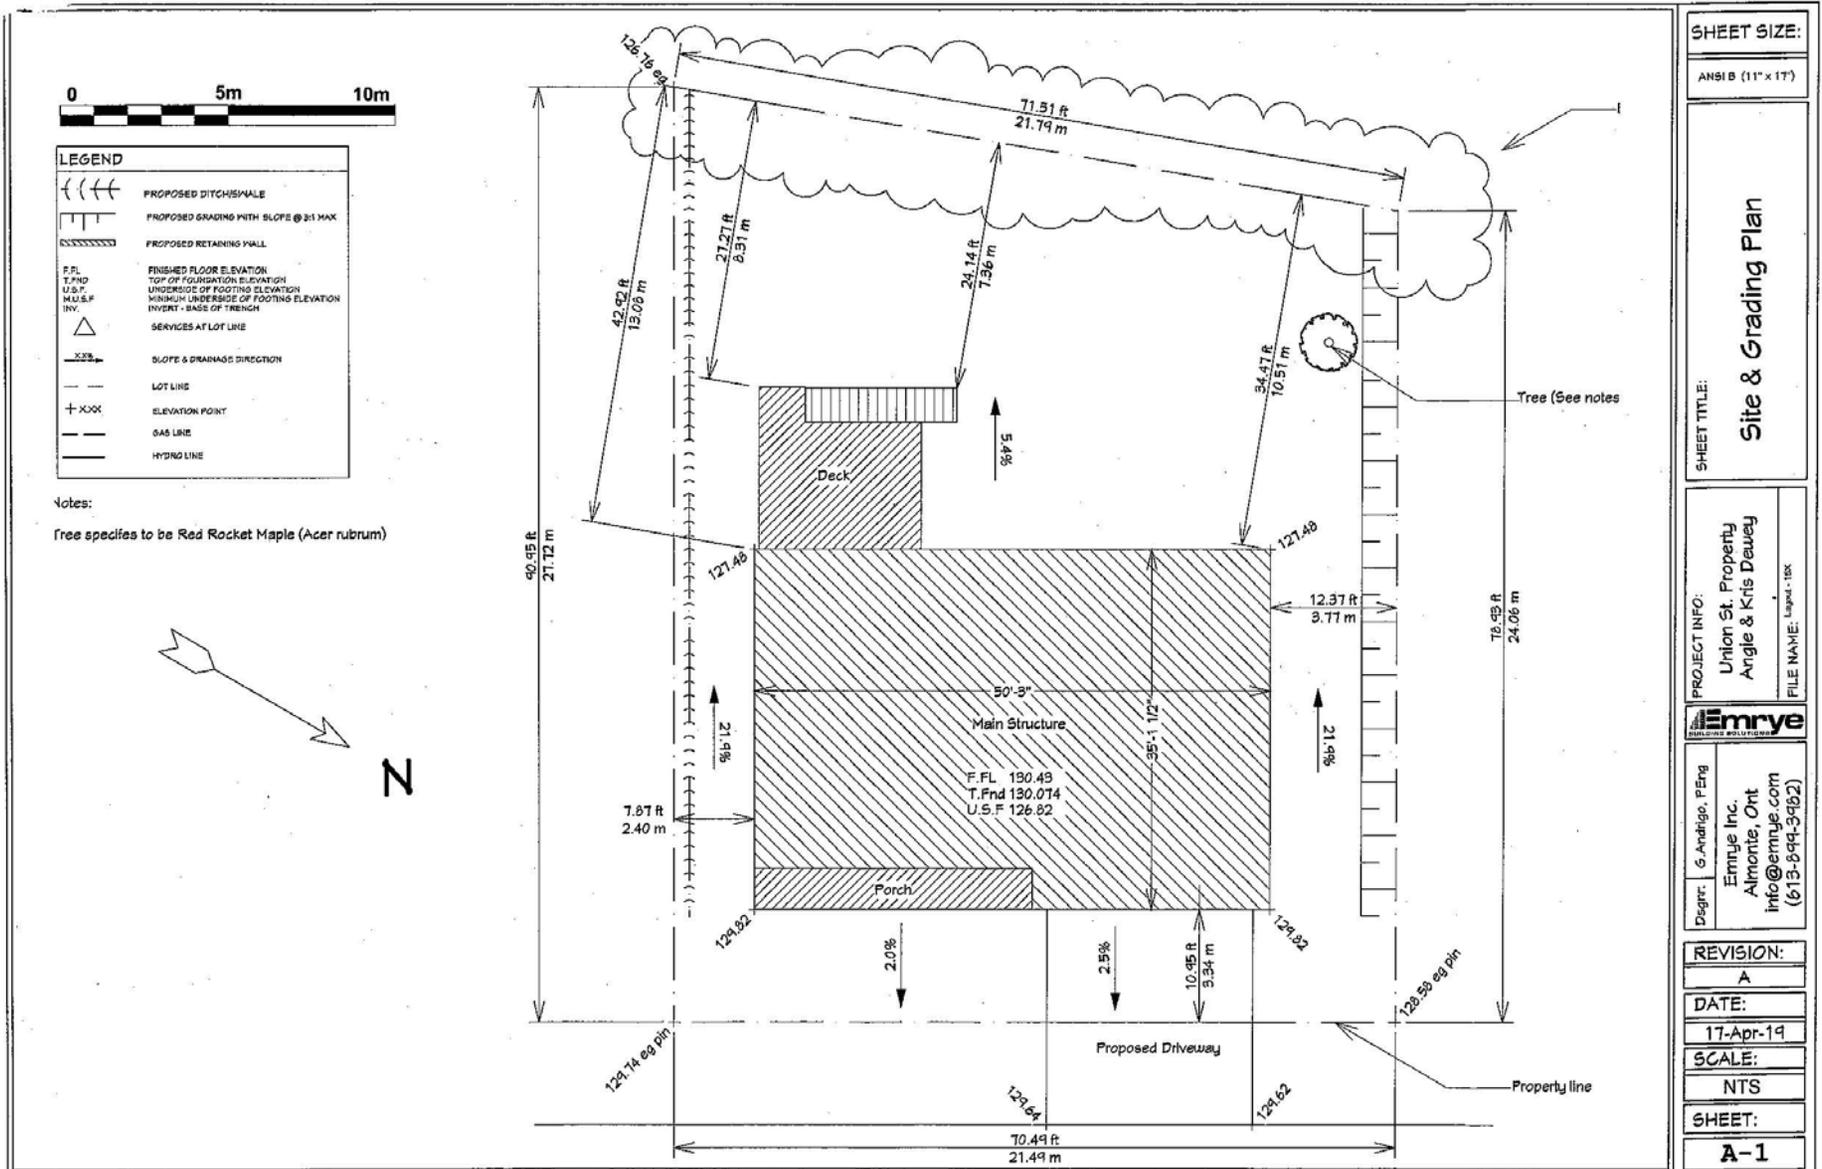 0 5m 10m
LEGEND
PROPOSED DITCH/SWALE
PROPOSED GRADING WITH SLOPE @ 3:1 MAX
PROPOSED RETAINING WALL
F.FL FINISHED FLOOR ELEVATION
T.FND TOP OF FOUNDATION ELEVATION
U.S.F. UNDERSIDE OF FOOTING ELEVATION
M.U.S.F MINIMUM UNDERSIDE OF FOOTING ELEVATION
INV. INVERT - BASE OF TRENCH
SERVICES AT LOT LINE
X.X% SLOPE & DRAINAGE DIRECTION
LOT LINE
+ X.XX ELEVATION POINT
GAS LINE
HYDRO LINE
Notes:
Tree specifes to be Red Rocket Maple (Acer rubrum)
N
126.76 eg
71.51 ft
21.79 m
42.92 ft
13.08 m
27.27 ft
8.31 m
24.14 ft
7.36 m
34.47 ft
10.51 m
Tree (See notes
5.4%
Deck
90.95 ft
27.72 m
127.48
127.48
12.37 ft
3.77 m
78.93 ft
24.06 m
50'-3"
Main Structure
35'-1 1/2"
21.9%
21.9%
F.FL 130.43
T.Fnd 130.074
U.S.F 126.82
7.87 ft
2.40 m
Porch
129.82
129.82
2.0%
2.5%
10.95 ft
3.34 m
128.58 eg pin
129.74 eg pin
Proposed Driveway
129.64
129.62
Property line
70.49 ft
21.49 m
SHEET SIZE:
ANSI B (11" x 17")
SHEET TITLE:
Site & Grading Plan
PROJECT INFO:
Union St. Property
Angie & Kris Dewey
FILE NAME:
Emrye
BUILDING SOLUTIONS
Dsgnr: G.Andrigo, PEng
Emrye Inc.
Almonte, Ont
info@emrye.com
(613-899-3982)
REVISION:
A
DATE:
17-Apr-19
SCALE:
NTS
SHEET:
A-1